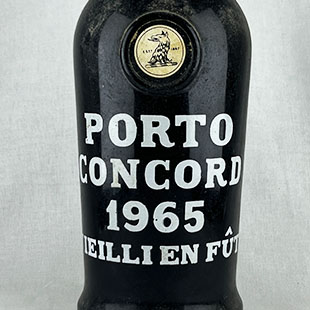 PORTO
CONCORD
1965
IEILLI EN FÛT